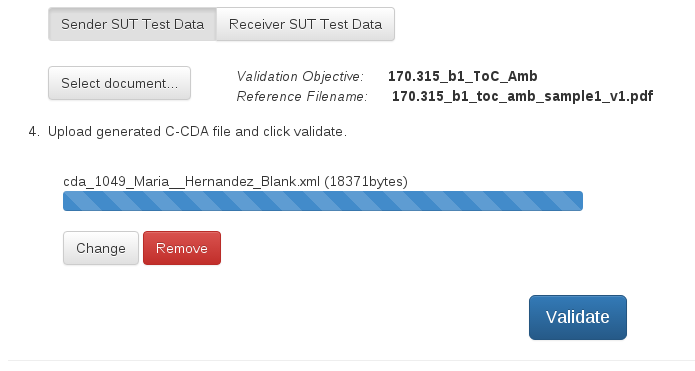 Sender SUT Test Data Receiver SUT Test Data
Select document... Validation Objective: 170.315_b1_ToC_Amb
Reference Filename: 170.315_b1_toc_amb_sample1_v1.pdf
4. Upload generated C-CDA file and click validate.
cda_1049_Maria__Hernandez_Blank.xml (18371bytes)
Change Remove
Validate